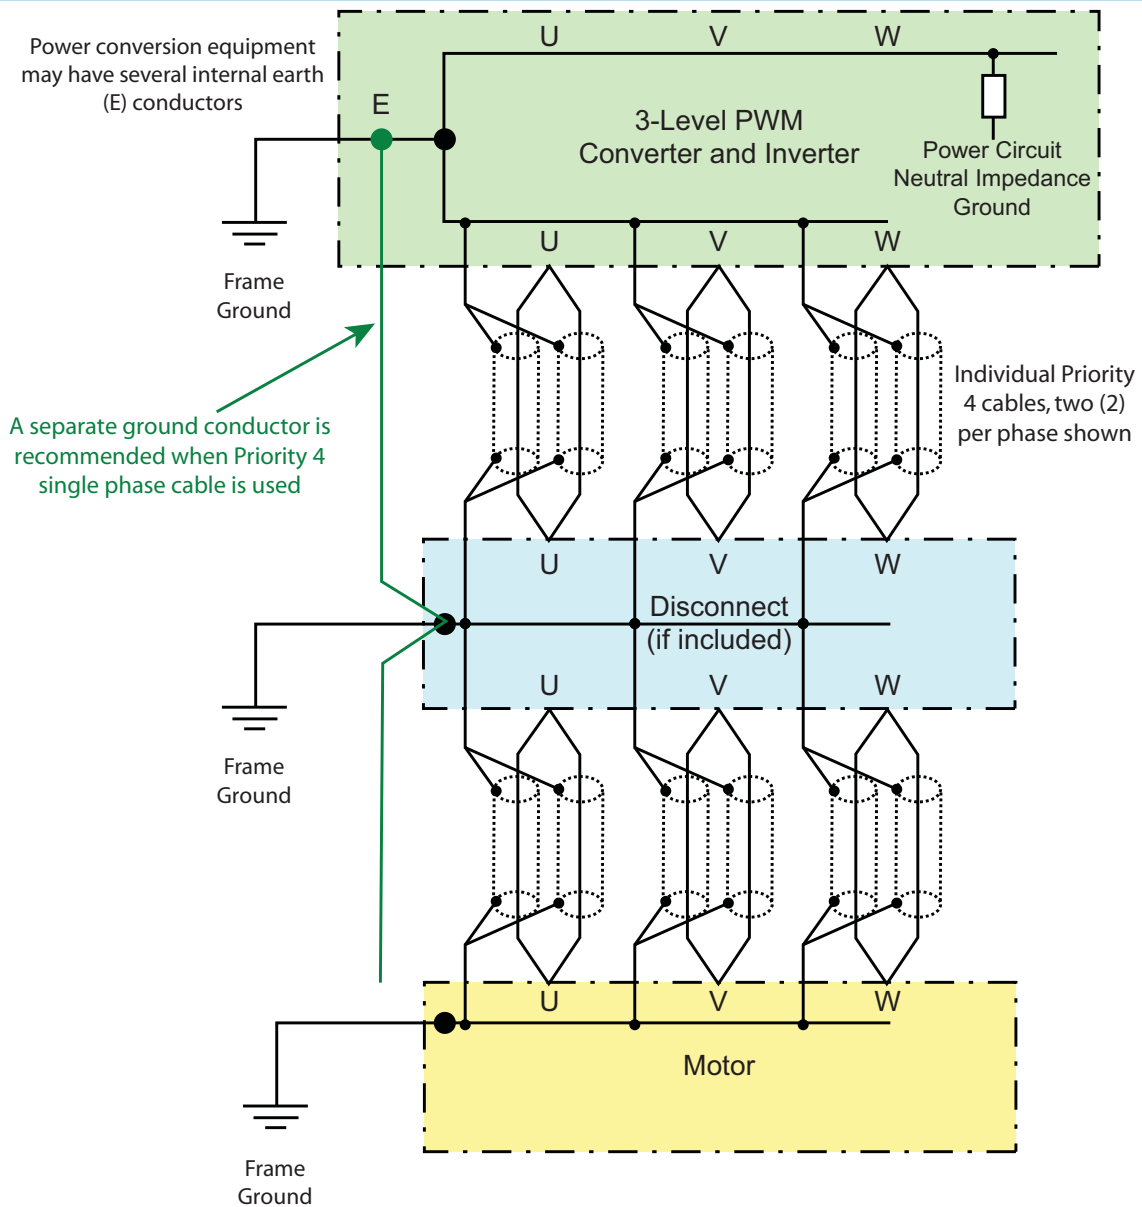 Power conversion equipment
may have several internal earth
(E) conductors
U V W
E
3-Level PWM
Converter and Inverter
Power Circuit
Neutral Impedance
Ground
U V W
Frame
Ground
A separate ground conductor is
recommended when Priority 4
single phase cable is used
Individual Priority
4 cables, two (2)
per phase shown
U V W
Disconnect
(if included)
U V W
Frame
Ground
U V W
Motor
Frame
Ground